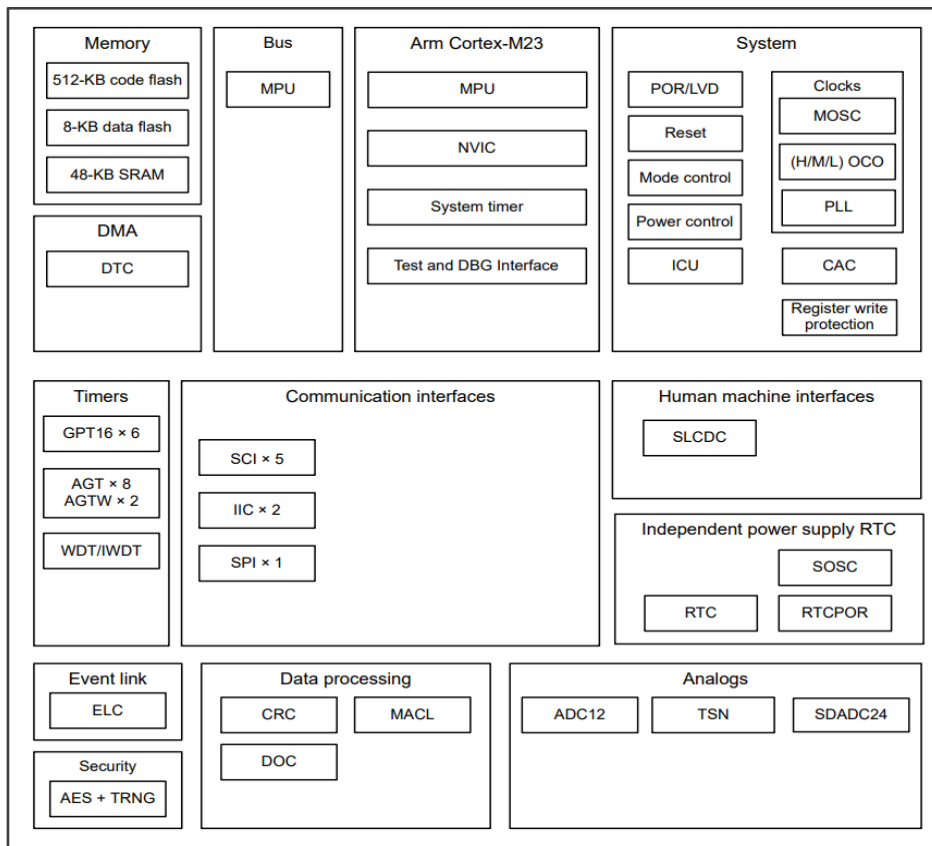 Memory
512-KB code flash
8-KB data flash
48-KB SRAM
DMA
DTC
Bus
MPU
Arm Cortex-M23
MPU
NVIC
System timer
Test and DBG Interface
System
POR/LVD
Reset
Mode control
Power control
ICU
Clocks
MOSC
(H/M/L) OCO
PLL
CAC
Register write
protection
Timers
GPT16 × 6
AGT × 8
AGTW × 2
WDT/IWDT
Communication interfaces
SCI × 5
IIC × 2
SPI × 1
Human machine interfaces
SLCDC
Independent power supply RTC
SOSC
RTC
RTCPOR
Event link
ELC
Security
AES + TRNG
Data processing
CRC
MACL
DOC
Analogs
ADC12
TSN
SDADC24